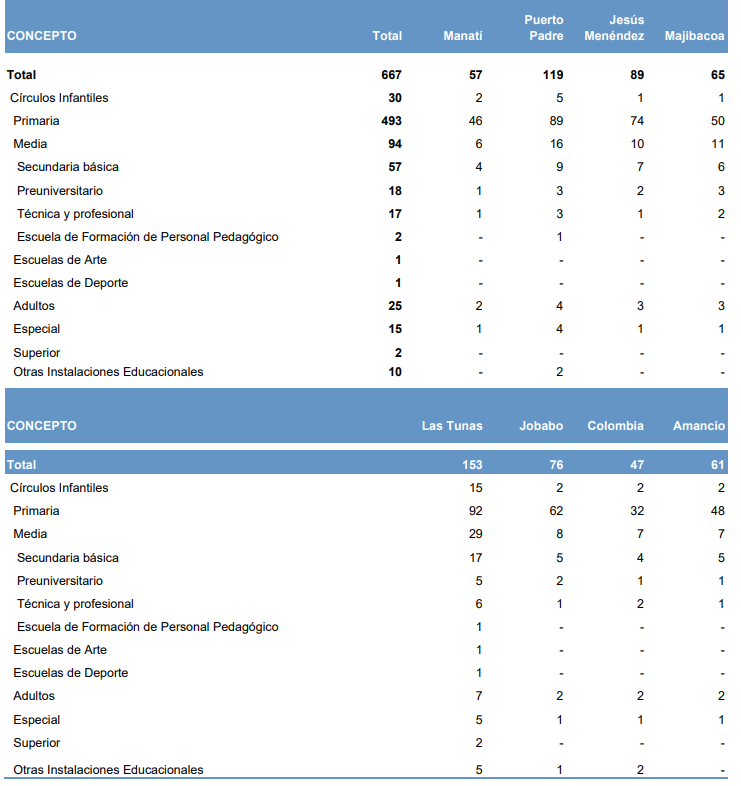 CONCEPTO Total Manatí Puerto Padre Jesús Menéndez Majibacoa
Total 667 57 119 89 65
Círculos Infantiles 30 2 5 1 1
Primaria 493 46 89 74 50
Media 94 6 16 10 11
Secundaria básica 57 4 9 7 6
Preuniversitario 18 1 3 2 3
Técnica y profesional 17 1 3 1 2
Escuela de Formación de Personal Pedagógico 2 - 1 - -
Escuelas de Arte 1 - - - -
Escuelas de Deporte 1 - - - -
Adultos 25 2 4 3 3
Especial 15 1 4 1 1
Superior 2 - - - -
Otras Instalaciones Educacionales 10 - 2 - -
CONCEPTO Las Tunas Jobabo Colombia Amancio
Total 153 76 47 61
Círculos Infantiles 15 2 2 2
Primaria 92 62 32 48
Media 29 8 7 7
Secundaria básica 17 5 4 5
Preuniversitario 5 2 1 1
Técnica y profesional 6 1 2 1
Escuela de Formación de Personal Pedagógico 1 - - -
Escuelas de Arte 1 - - -
Escuelas de Deporte 1 - - -
Adultos 7 2 2 2
Especial 5 1 1 1
Superior 2 - - -
Otras Instalaciones Educacionales 5 1 2 -